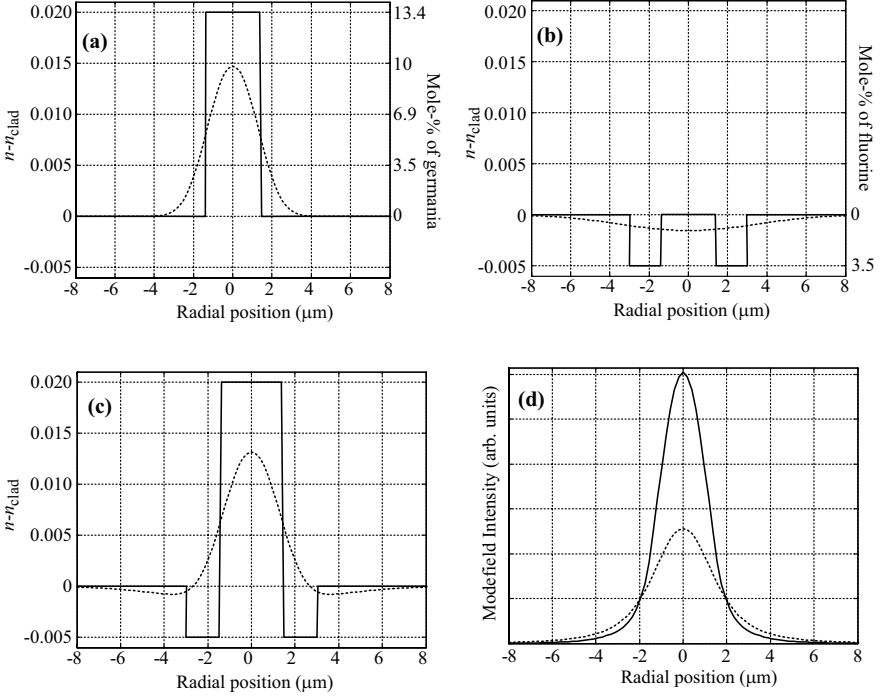 (a)
0.020
0.015
0.010
0.005
0
-0.005
n-nclad
13.4
10
6.9
3.5
0
Mole-% of germania
-8 -6 -4 -2 0 2 4 6 8
Radial position (μm)
(b)
0.020
0.015
0.010
0.005
0
-0.005
n-nclad
0
3.5
Mole-% of fluorine
-8 -6 -4 -2 0 2 4 6 8
Radial position (μm)
(c)
0.020
0.015
0.010
0.005
0
-0.005
n-nclad
-8 -6 -4 -2 0 2 4 6 8
Radial position (μm)
(d)
Modefield Intensity (arb. units)
-8 -6 -4 -2 0 2 4 6 8
Radial position (μm)